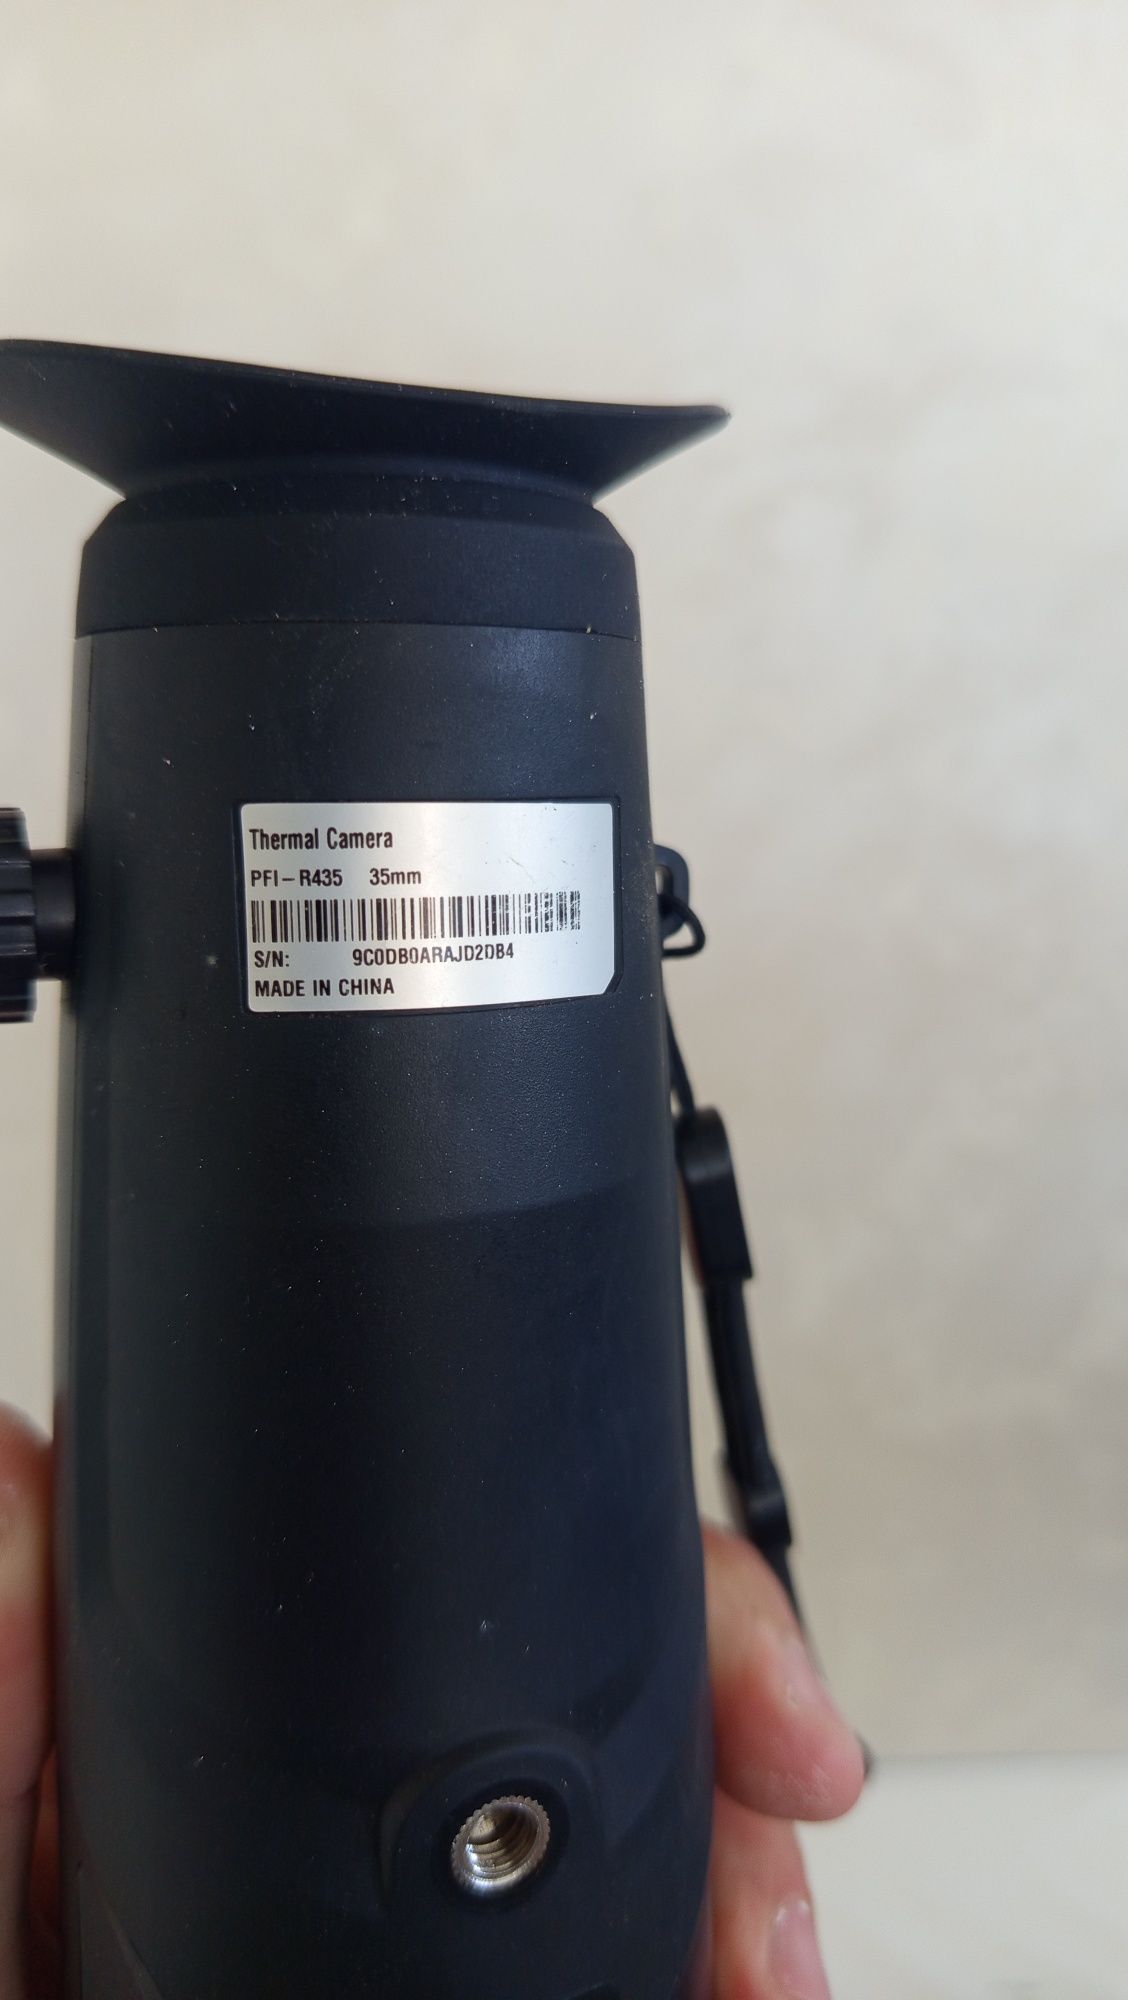 Thermal Camera
PFI-R435 35mm
S/N: 9C0DB0ARAJD2DB4
MADE IN CHINA